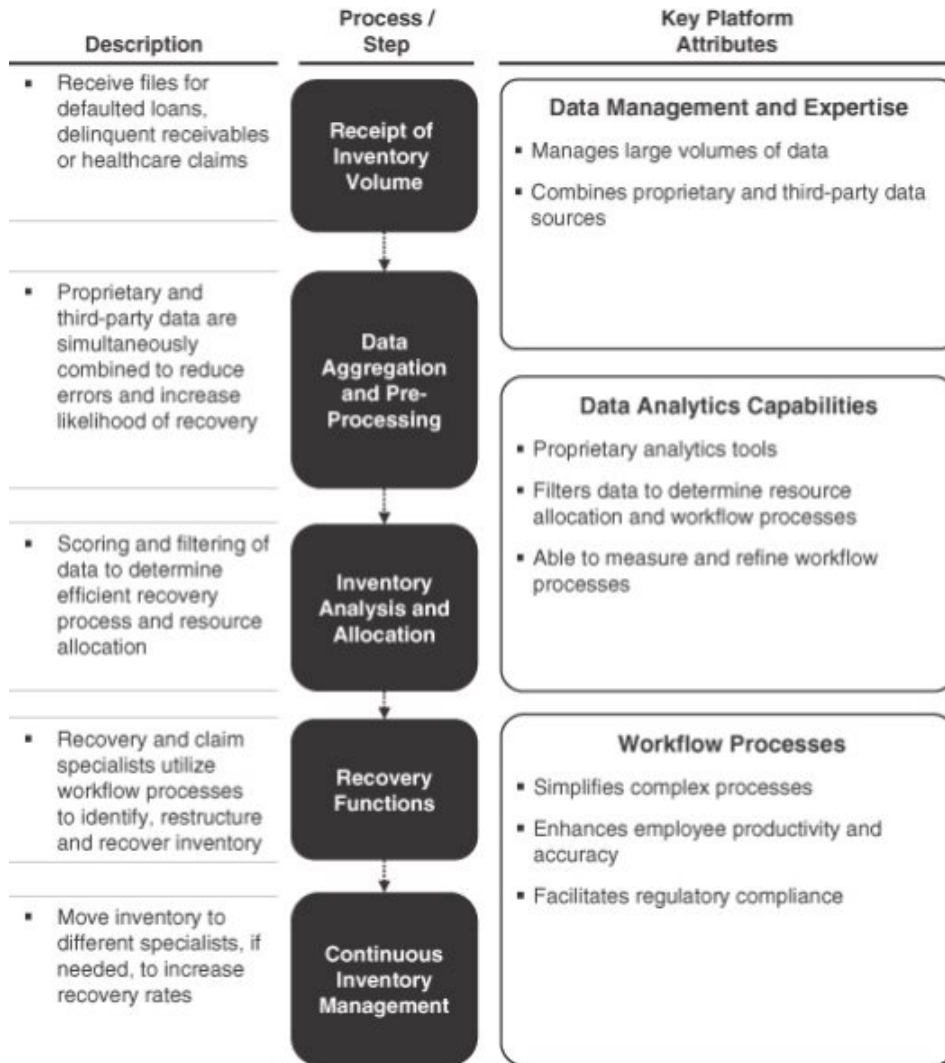 Description
Process /
Step
Key Platform
Attributes
▪ Receive files for
defaulted loans,
delinquent receivables
or healthcare claims
Receipt of
Inventory
Volume
Data Management and Expertise
▪ Manages large volumes of data
▪ Combines proprietary and third-party data
sources
▪ Proprietary and
third-party data are
simultaneously
combined to reduce
errors and increase
likelihood of recovery
Data
Aggregation
and Pre-
Processing
Data Analytics Capabilities
▪ Proprietary analytics tools
▪ Filters data to determine resource
allocation and workflow processes
▪ Able to measure and refine workflow
processes
▪ Scoring and filtering of
data to determine
efficient recovery
process and resource
allocation
Inventory
Analysis and
Allocation
▪ Recovery and claim
specialists utilize
workflow processes
to identify, restructure
and recover inventory
Recovery
Functions
Workflow Processes
▪ Simplifies complex processes
▪ Enhances employee productivity and
accuracy
▪ Facilitates regulatory compliance
▪ Move inventory to
different specialists, if
needed, to increase
recovery rates
Continuous
Inventory
Management